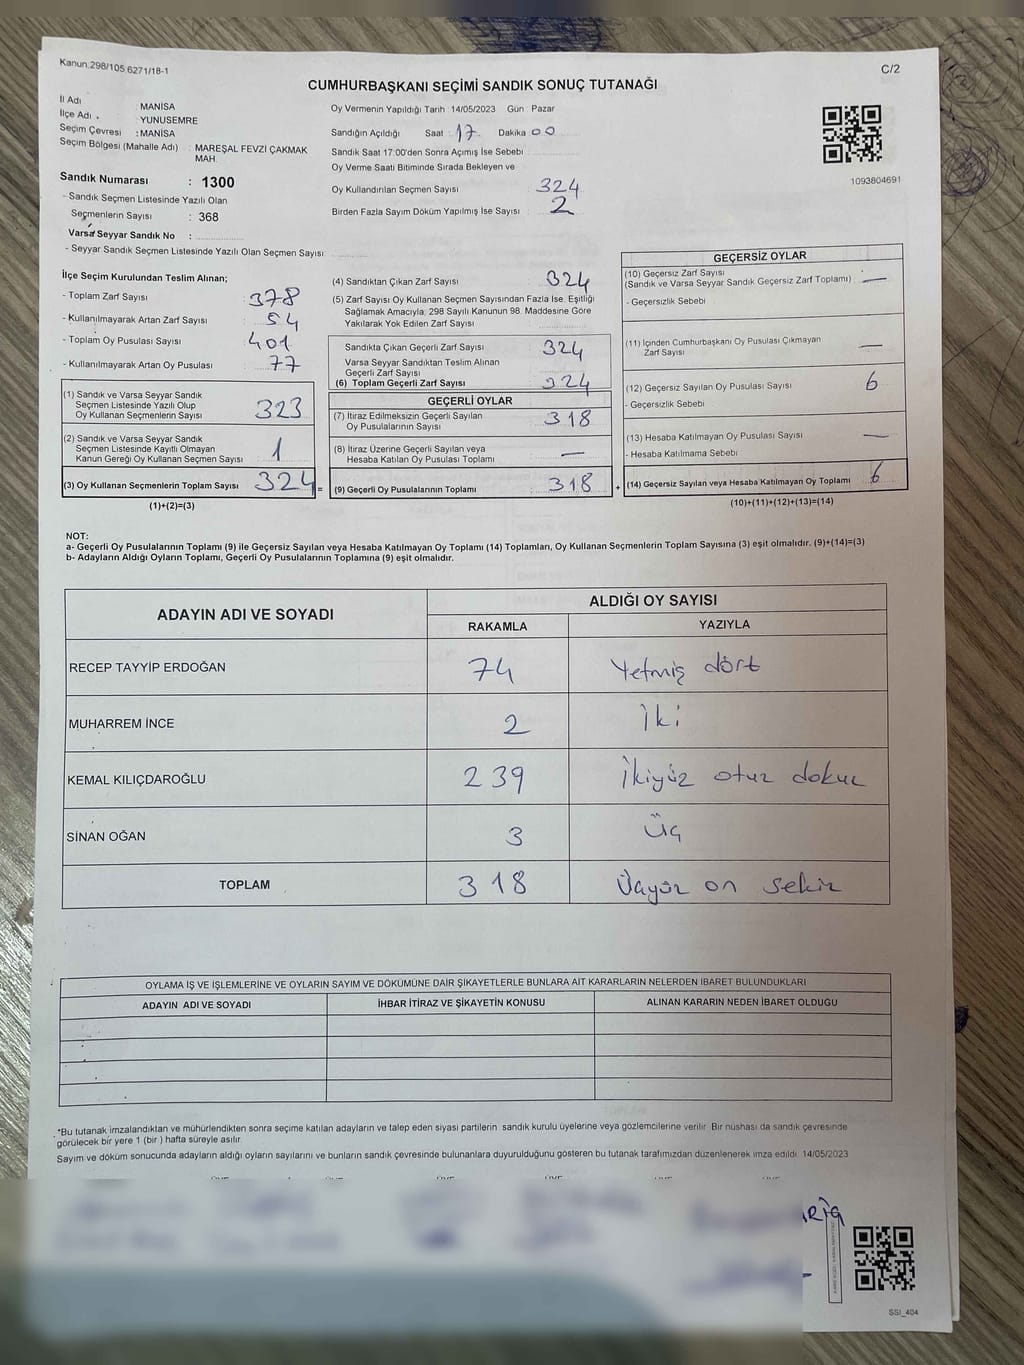 Kanun.298/105.6271/18-1
C/2
CUMHURBAŞKANI SEÇİMİ SANDIK SONUÇ TUTANAĞI
İl Adı : MANİSA
İlçe Adı : YUNUSEMRE
Seçim Çevresi : MANİSA
Seçim Bölgesi (Mahalle Adı) : MAREŞAL FEVZİ ÇAKMAK
MAH.
Sandık Numarası : 1300
- Sandık Seçmen Listesinde Yazılı Olan
Seçmenlerin Sayısı : 368
Varsa Seyyar Sandık No :
- Seyyar Sandık Seçmen Listesinde Yazılı Olan Seçmen Sayısı:
Oy Vermenin Yapıldığı Tarih : 14/05/2023 Gün : Pazar
Sandığın Açıldığı Saat : 17 Dakika 00
Sandık Saat 17:00'den Sonra Açımış İse Sebebi :
Oy Verme Saati Bitiminde Sırada Bekleyen ve
Oy Kullandırılan Seçmen Sayısı : 324
Birden Fazla Sayım Döküm Yapılmış İse Sayısı : 2
1093804691
İlçe Seçim Kurulundan Teslim Alınan;
- Toplam Zarf Sayısı : 378
- Kullanılmayarak Artan Zarf Sayısı : 54
- Toplam Oy Pusulası Sayısı : 401
- Kullanılmayarak Artan Oy Pusulası : 77
(1) Sandık ve Varsa Seyyar Sandık
Seçmen Listesinde Yazılı Olup
Oy Kullanan Seçmenlerin Sayısı : 323
(2) Sandık ve Varsa Seyyar Sandık
Seçmen Listesinde Kayıtlı Olmayan
Kanun Gereği Oy Kullanan Seçmen Sayısı : 1
(3) Oy Kullanan Seçmenlerin Toplam Sayısı : 324 =
(1)+(2)=(3)
(4) Sandıktan Çıkan Zarf Sayısı : 324
(5) Zarf Sayısı Oy Kullanan Seçmen Sayısından Fazla İse, Eşitliği
Sağlamak Amacıyla, 298 Sayılı Kanunun 98. Maddesine Göre
Yakılarak Yok Edilen Zarf Sayısı :
Sandıkta Çıkan Geçerli Zarf Sayısı : 324
Varsa Seyyar Sandıktan Teslim Alınan
Geçerli Zarf Sayısı :
(6) Toplam Geçerli Zarf Sayısı : 324
GEÇERLİ OYLAR
(7) İtiraz Edilmeksizin Geçerli Sayılan
Oy Pusulalarının Sayısı : 318
(8) İtiraz Üzerine Geçerli Sayılan veya
Hesaba Katılan Oy Pusulası Toplamı : —
(9) Geçerli Oy Pusulalarının Toplamı : 318 +
GEÇERSİZ OYLAR
(10) Geçersiz Zarf Sayısı
(Sandık ve Varsa Seyyar Sandık Geçersiz Zarf Toplamı) : —
- Geçersizlik Sebebi :
(11) İçinden Cumhurbaşkanı Oy Pusulası Çıkmayan
Zarf Sayısı : —
(12) Geçersiz Sayılan Oy Pusulası Sayısı : 6
- Geçersizlik Sebebi :
(13) Hesaba Katılmayan Oy Pusulası Sayısı : —
- Hesaba Katılmama Sebebi :
(14) Geçersiz Sayılan veya Hesaba Katılmayan Oy Toplamı : 6
(10)+(11)+(12)+(13)=(14)
NOT:
a- Geçerli Oy Pusulalarının Toplamı (9) ile Geçersiz Sayılan veya Hesaba Katılmayan Oy Toplamı (14) Toplamları, Oy Kullanan Seçmenlerin Toplam Sayısına (3) eşit olmalıdır. (9)+(14)=(3)
b- Adayların Aldığı Oyların Toplamı, Geçerli Oy Pusulalarının Toplamına (9) eşit olmalıdır.
ADAYIN ADI VE SOYADI ALDIĞI OY SAYISI
RAKAMLA YAZIYLA
RECEP TAYYİP ERDOĞAN 74 Yetmiş dört
MUHARREM İNCE 2 İki
KEMAL KILIÇDAROĞLU 239 İkiyüz otuz dokuz
SİNAN OĞAN 3 Üç
TOPLAM 318 Üçyüz on sekiz
OYLAMA İŞ VE İŞLEMLERİNE VE OYLARIN SAYIM VE DÖKÜMÜNE DAİR ŞİKAYETLERLE BUNLARA AİT KARARLARIN NELERDEN İBARET BULUNDUKLARI
ADAYIN ADI VE SOYADI İHBAR İTİRAZ VE ŞİKAYETİN KONUSU ALINAN KARARIN NEDEN İBARET OLDUĞU
*Bu tutanak imzalandıktan ve mühürlendikten sonra seçime katılan adayların ve talep eden siyasi partilerin sandık kurulu üyelerine veya gözlemcilerine verilir. Bir nüshası da sandık çevresinde
görülecek bir yere 1 (bir ) hafta süreyle asılır.
Sayım ve döküm sonucunda adayların aldığı oyların sayılarını ve bunların sandık çevresinde bulunanlara duyurulduğunu gösteren bu tutanak tarafımızdan düzenlenerek imza edildi. 14/05/2023
SSI_404